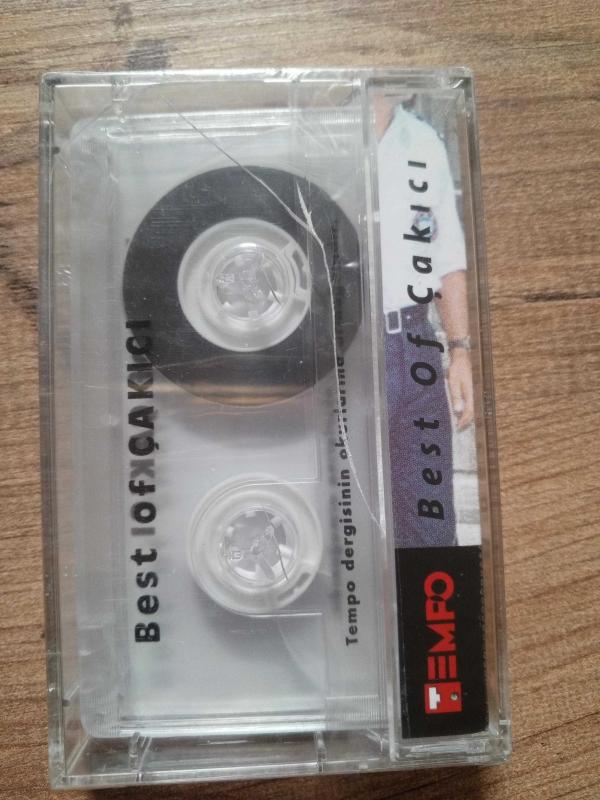 Best of ÇAKICI
Tempo dergisinin okurlarına
Best Of Çakıcı
TEMPO